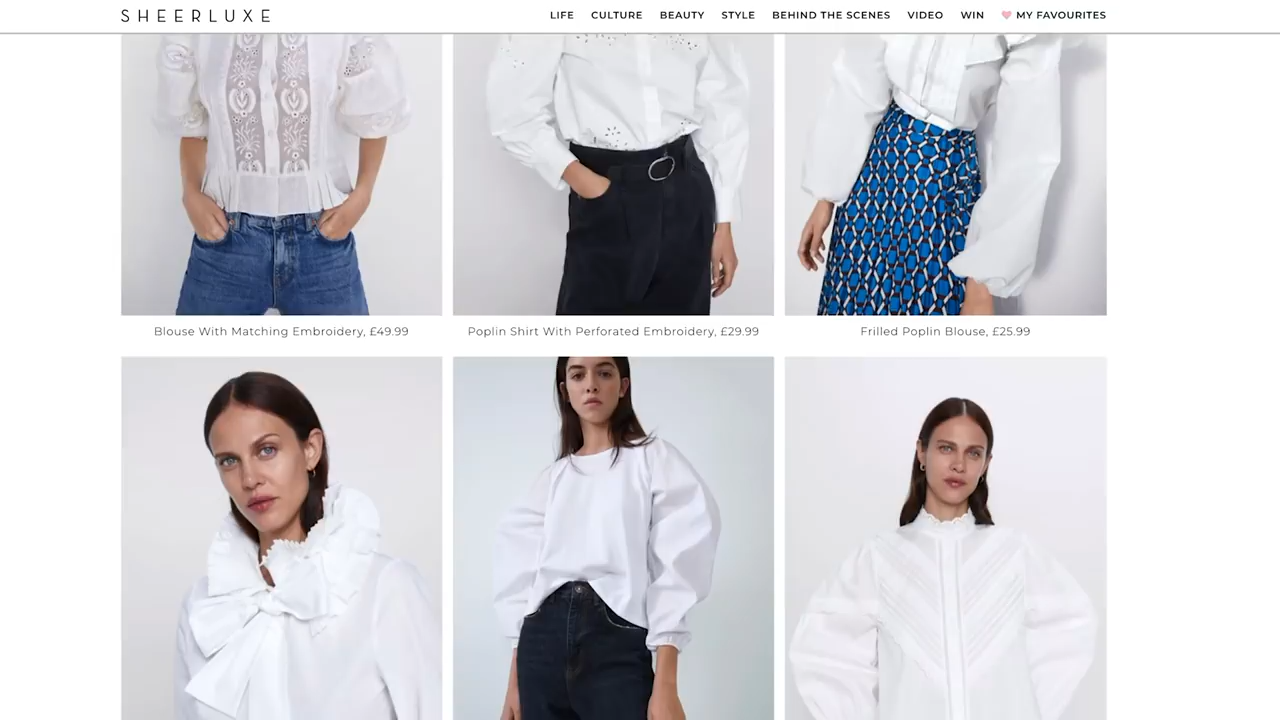 SHEERLUXE
LIFE CULTURE BEAUTY STYLE BEHIND THE SCENES VIDEO WIN MY FAVOURITES
Blouse With Matching Embroidery, £49.99
Poplin Shirt With Perforated Embroidery, £29.99
Frilled Poplin Blouse, £25.99